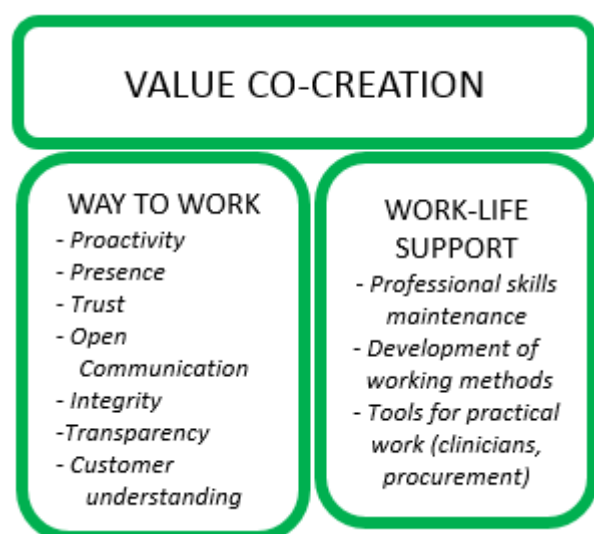 VALUE CO-CREATION
WAY TO WORK
- Proactivity
- Presence
- Trust
- Open
Communication
- Integrity
-Transparency
- Customer
understanding
WORK-LIFE
SUPPORT
- Professional skills
maintenance
- Development of
working methods
- Tools for practical
work (clinicians,
procurement)